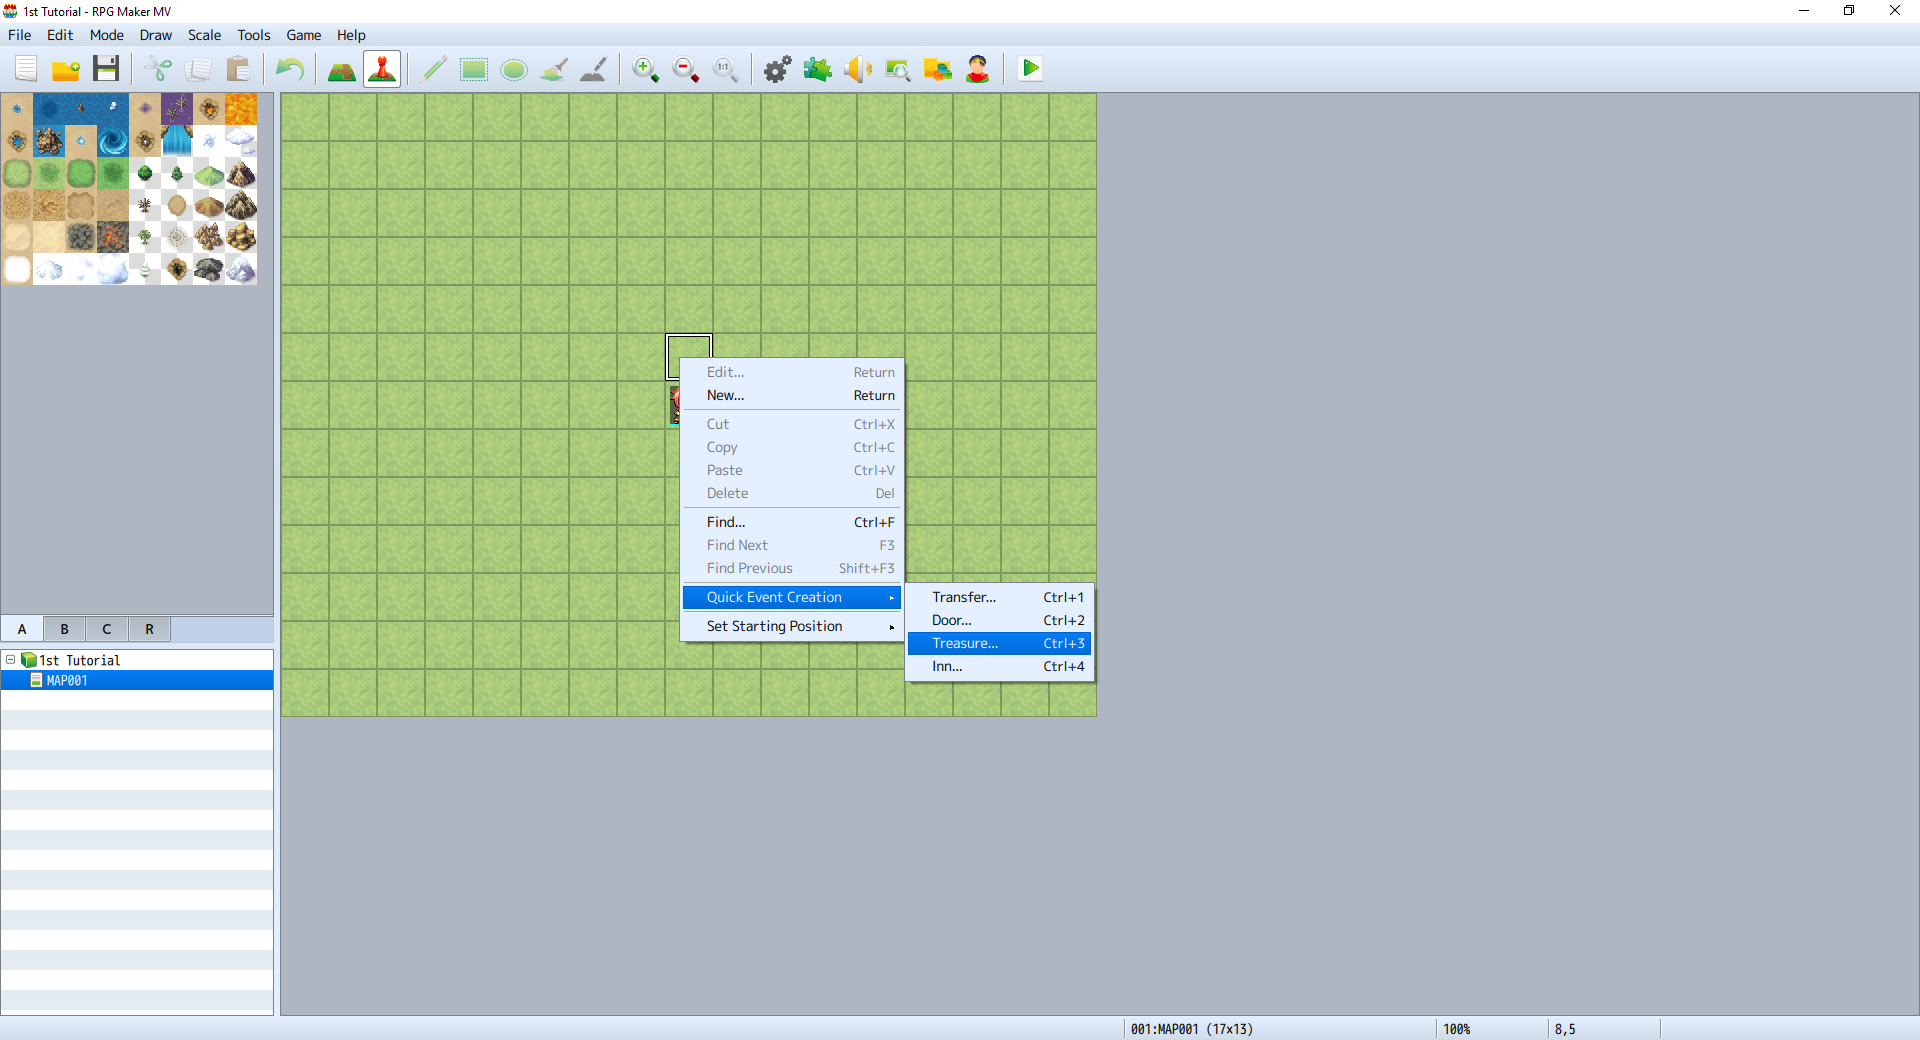 1st Tutorial - RPG Maker MV
File Edit Mode Draw Scale Tools Game Help
1:1
Edit... Return
New... Return
Cut Ctrl+X
Copy Ctrl+C
Paste Ctrl+V
Delete Del
Find... Ctrl+F
Find Next F3
Find Previous Shift+F3
Quick Event Creation
Set Starting Position
Transfer... Ctrl+1
Door... Ctrl+2
Treasure... Ctrl+3
Inn... Ctrl+4
A B C R
1st Tutorial
MAP001
001:MAP001 (17x13) 100% 8,5